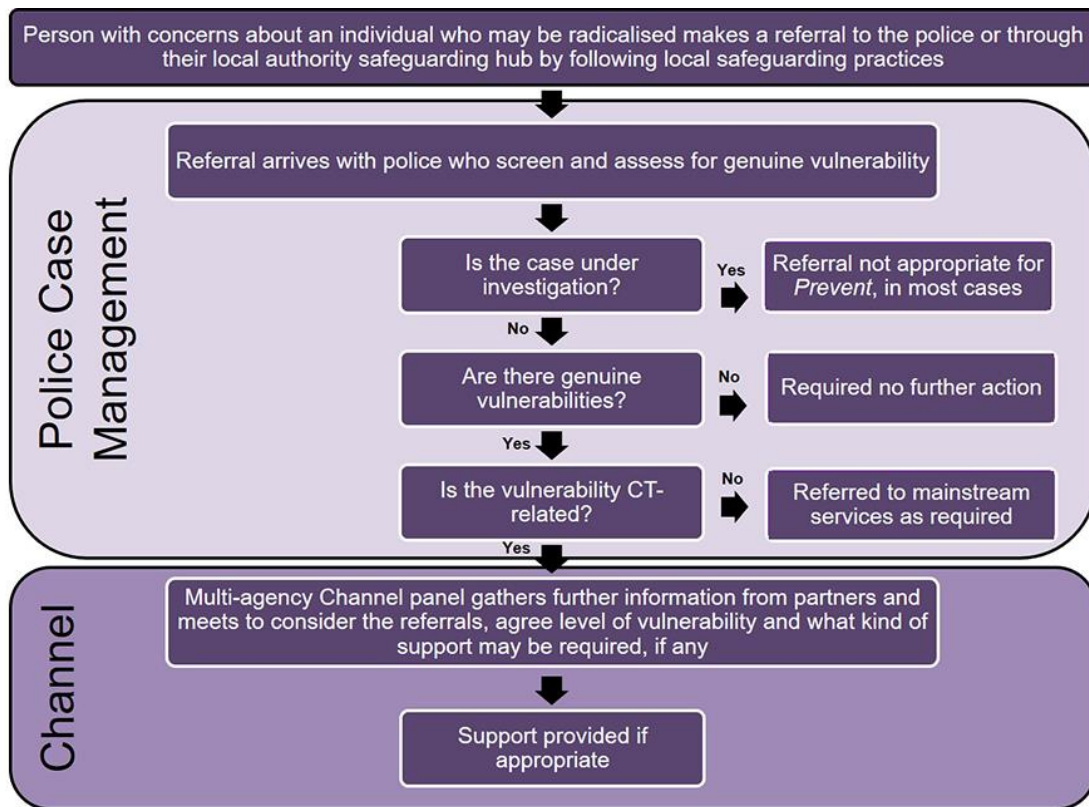 Person with concerns about an individual who may be radicalised makes a referral to the police or through
their local authority safeguarding hub by following local safeguarding practices
Police Case
Management
Referral arrives with police who screen and assess for genuine vulnerability
Is the case under
investigation?
Yes
Referral not appropriate for
Prevent, in most cases
No
Are there genuine
vulnerabilities?
No
Required no further action
Yes
Is the vulnerability CT-
related?
No
Referred to mainstream
services as required
Yes
Channel
Multi-agency Channel panel gathers further information from partners and
meets to consider the referrals, agree level of vulnerability and what kind of
support may be required, if any
Support provided if
appropriate